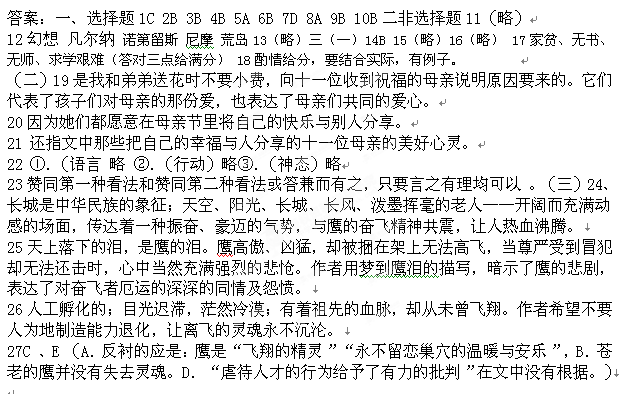 答案：一、选择题1C 2B 3B 4B 5A 6B 7D 8A 9B 10B 二非选择题11（略）
12幻想 凡尔纳 诺第留斯 尼摩 荒岛 13（略）三（一）14B 15（略）16（略） 17家贫、无书、
无师、求学艰难（答对三点给满分） 18 酌情给分，要结合实际，有例子。
（二）19是我和弟弟送花时不要小费，向十一位收到祝福的母亲说明原因要来的。它们
代表了孩子们对母亲的那份爱，也表达了母亲们共同的爱心。
20因为她们都愿意在母亲节里将自己的快乐与别人分享。
21 还指文中那些把自己的幸福与人分享的十一位母亲的美好心灵。
22 ①．(语言 略 ②．(行动)略③．(神态)略
23赞同第一种看法和赞同第二种看法或答兼而有之，只要言之有理均可以 。（三）24、
长城是中华民族的象征；天空、阳光、长城、长风、泼墨挥毫的老人——开阔而充满动
感的场面，传达着一种振奋、豪迈的气势，与鹰的奋飞精神共震，让人热血沸腾。
25天上落下的泪，是鹰的泪。鹰高傲、凶猛，却被捆在架上无法高飞，当尊严受到冒犯
却无法还击时，心中当然充满强烈的悲怆。作者用梦到鹰泪的描写，暗示了鹰的悲剧，
表达了对奋飞者厄运的深深的同情及怨愤。
26人工孵化的；目光迟滞，茫然冷漠；有着祖先的血脉，却从未曾飞翔。作者希望不要
人为地制造能力退化，让离飞的灵魂永不沉沦。
27C 、E（A．反衬的应是：鹰是“飞翔的精灵”“永不留恋巢穴的温暖与安乐”，B．苍
老的鹰并没有失去灵魂。D．“虐待人才的行为给予了有力的批判”在文中没有根据。）